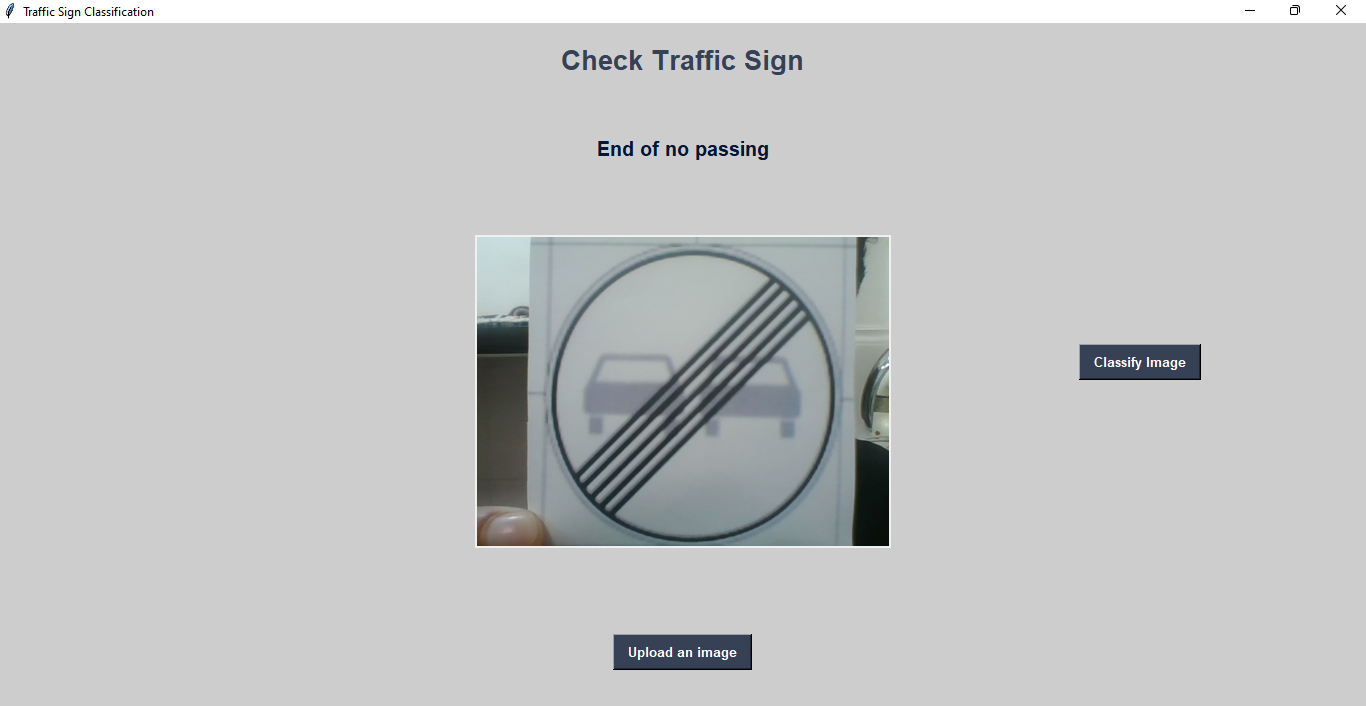 Traffic Sign Classification
Check Traffic Sign
End of no passing
Classify Image
Upload an image